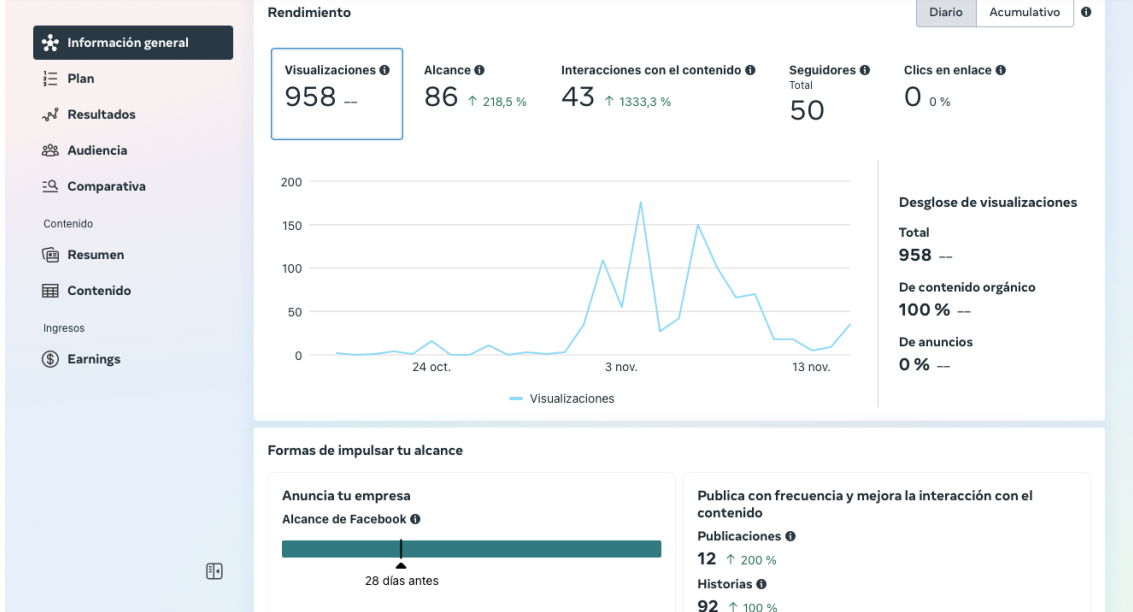 Información general
Plan
Resultados
Audiencia
Comparativa
Contenido
Resumen
Contenido
Ingresos
Earnings
Rendimiento
Diario
Acumulativo
Visualizaciones
958 --
Alcance
86 ↑ 218,5 %
Interacciones con el contenido
43 ↑ 1333,3 %
Seguidores
Total
50
Clics en enlace
0 0 %
200
150
100
50
0
24 oct.
3 nov.
13 nov.
Visualizaciones
Desglose de visualizaciones
Total
958 --
De contenido orgánico
100 % --
De anuncios
0 % --
Formas de impulsar tu alcance
Anuncia tu empresa
Alcance de Facebook
28 días antes
Publica con frecuencia y mejora la interacción con el
contenido
Publicaciones
12 ↑ 200 %
Historias
92 ↑ 100 %